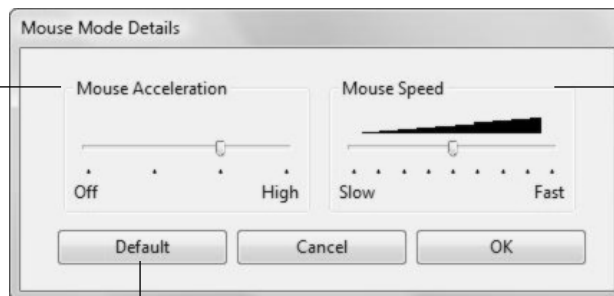 Mouse Mode Details
Mouse Acceleration Mouse Speed
Off High Slow Fast
Default Cancel OK